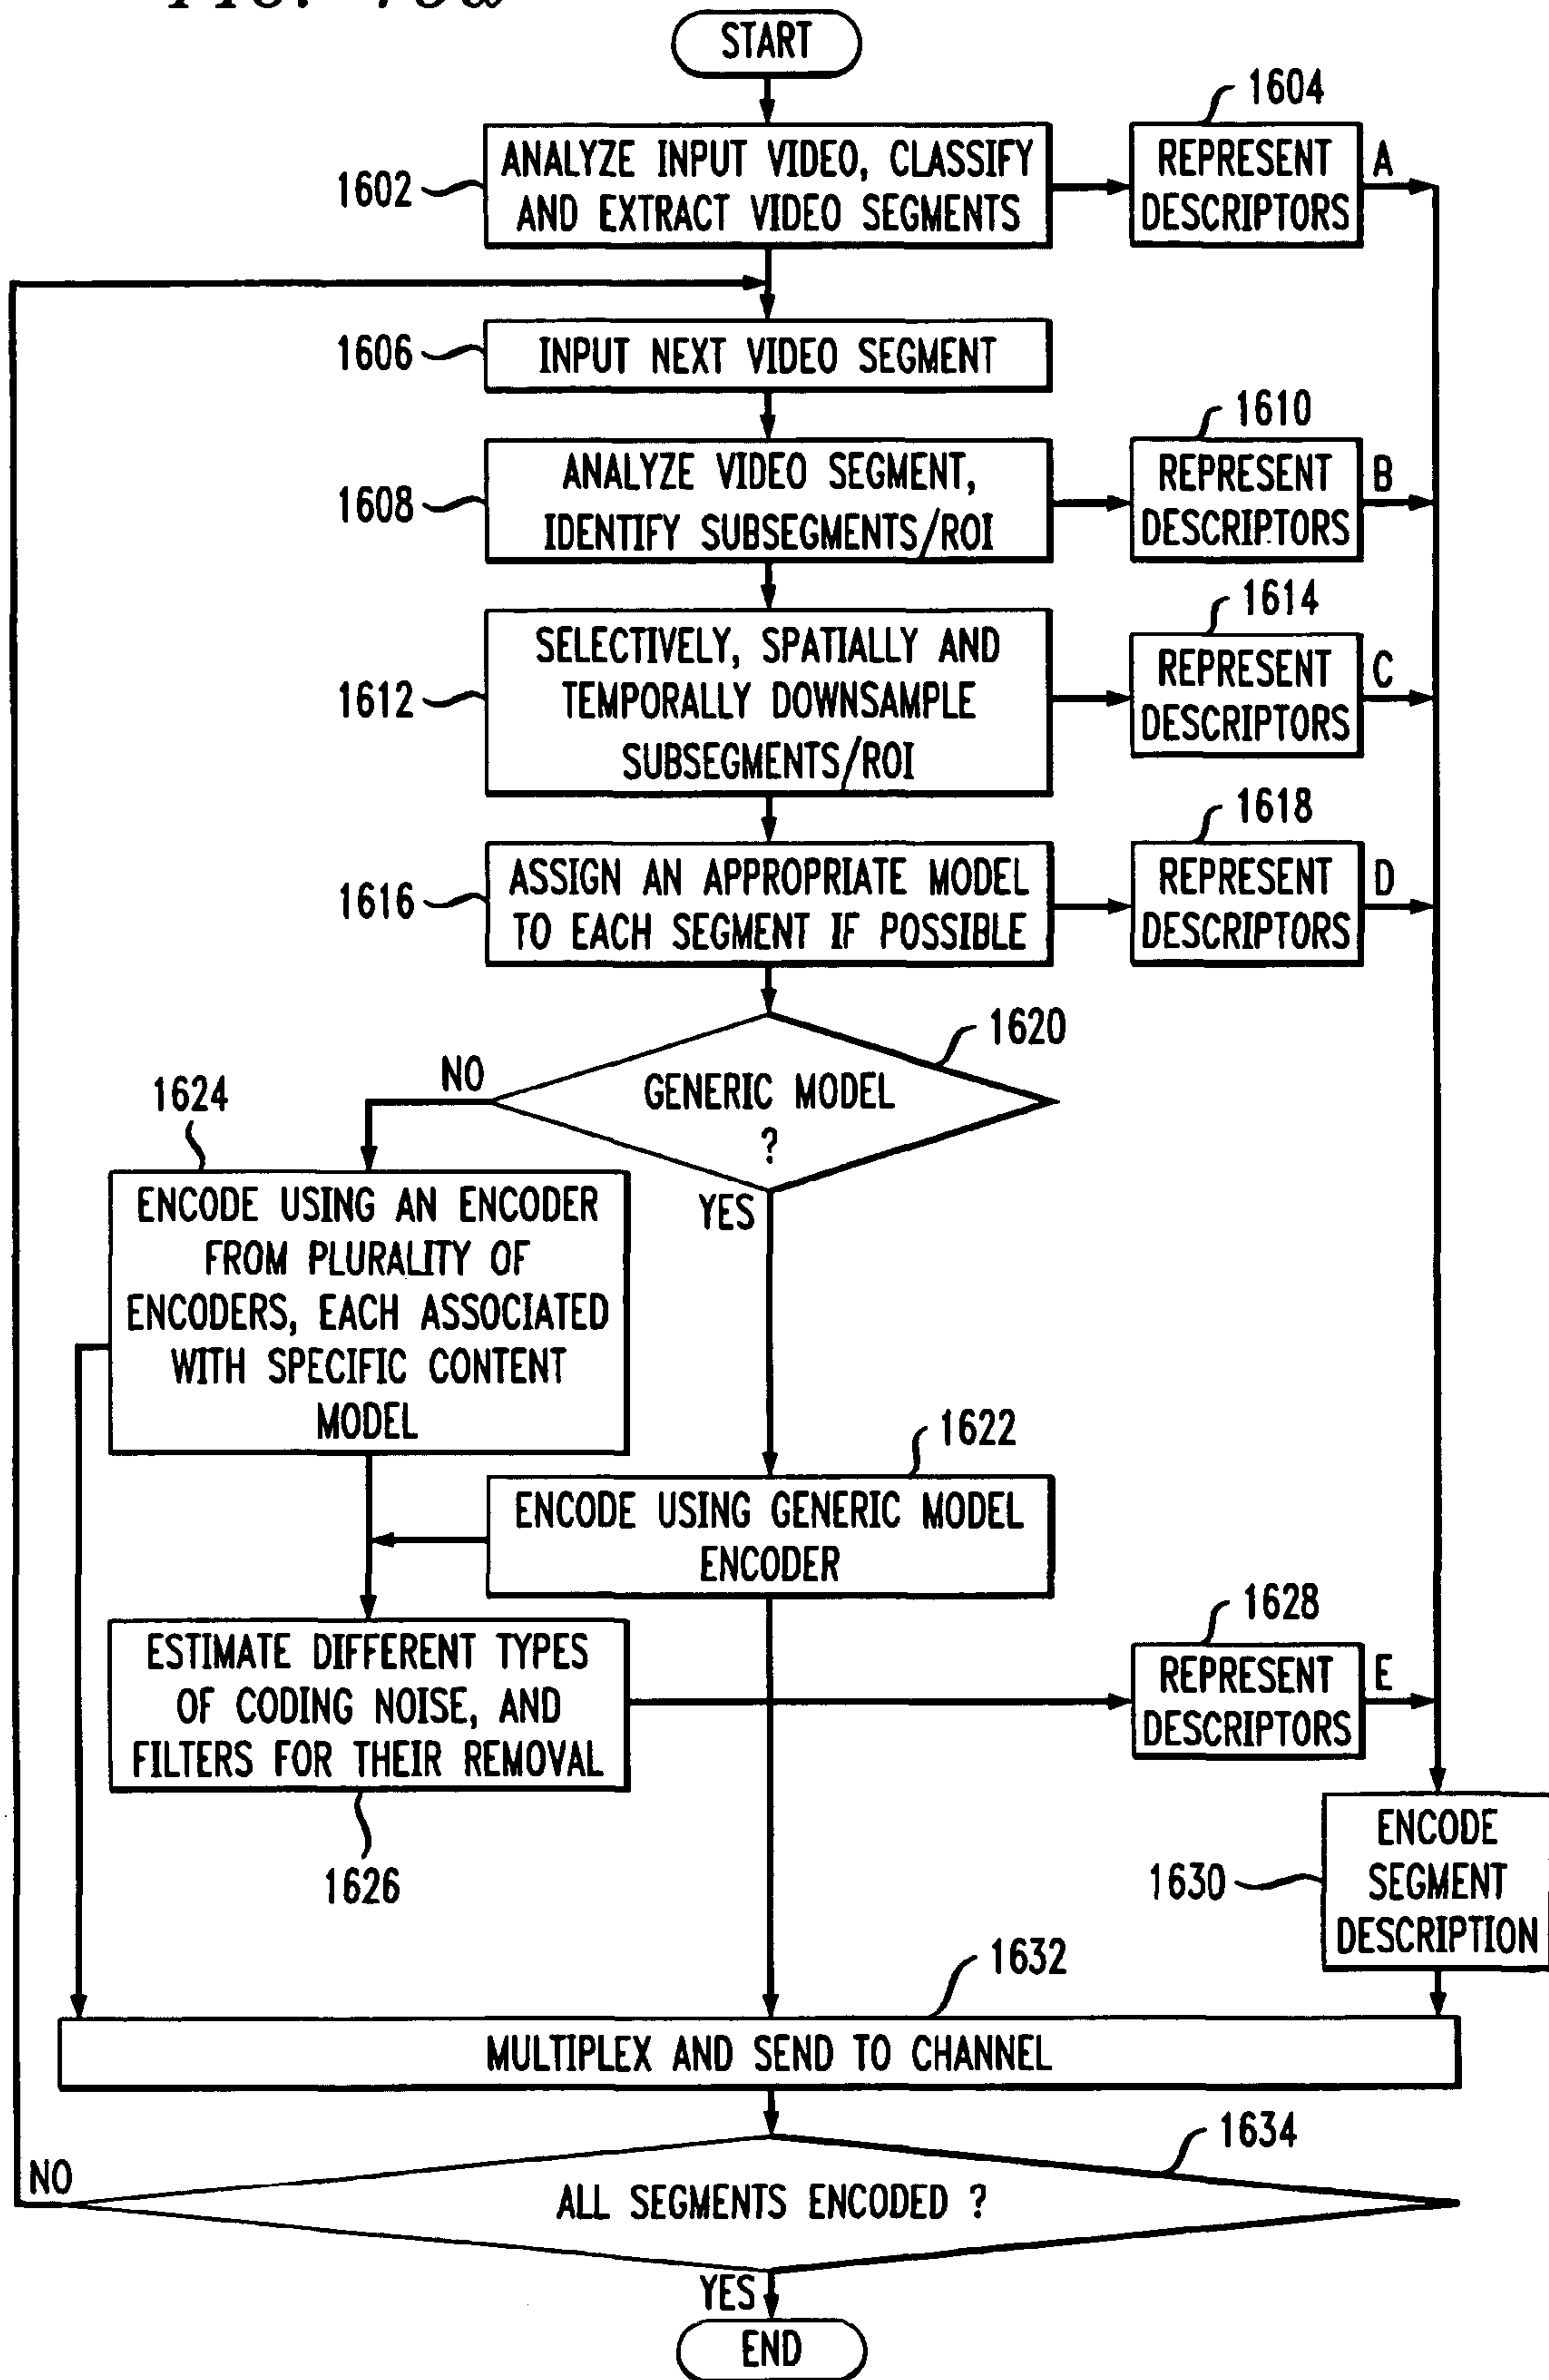 START
1604
ANALYZE INPUT VIDEO, CLASSIFY
AND EXTRACT VIDEO SEGMENTS
1602
REPRESENT
DESCRIPTORS
A
1606
INPUT NEXT VIDEO SEGMENT
1610
1608
ANALYZE VIDEO SEGMENT,
IDENTIFY SUBSEGMENTS/ROI
REPRESENT
DESCRIPTORS
B
1614
1612
SELECTIVELY, SPATIALLY AND
TEMPORALLY DOWNSAMPLE
SUBSEGMENTS/ROI
REPRESENT
DESCRIPTORS
C
1618
1616
ASSIGN AN APPROPRIATE MODEL
TO EACH SEGMENT IF POSSIBLE
REPRESENT
DESCRIPTORS
D
1620
NO
GENERIC MODEL
?
YES
1624
ENCODE USING AN ENCODER
FROM PLURALITY OF
ENCODERS, EACH ASSOCIATED
WITH SPECIFIC CONTENT
MODEL
1622
ENCODE USING GENERIC MODEL
ENCODER
1628
ESTIMATE DIFFERENT TYPES
OF CODING NOISE, AND
FILTERS FOR THEIR REMOVAL
1626
REPRESENT
DESCRIPTORS
E
1630
ENCODE
SEGMENT
DESCRIPTION
1632
MULTIPLEX AND SEND TO CHANNEL
1634
NO
ALL SEGMENTS ENCODED ?
YES
END